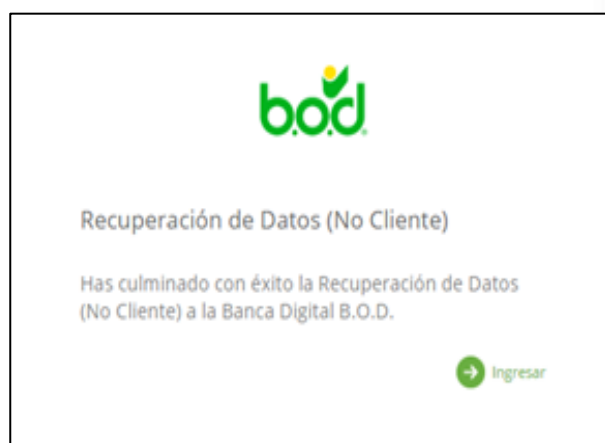 b.o.d.
Recuperación de Datos (No Cliente)
Has culminado con éxito la Recuperación de Datos
(No Cliente) a la Banca Digital B.O.D.
Ingresar